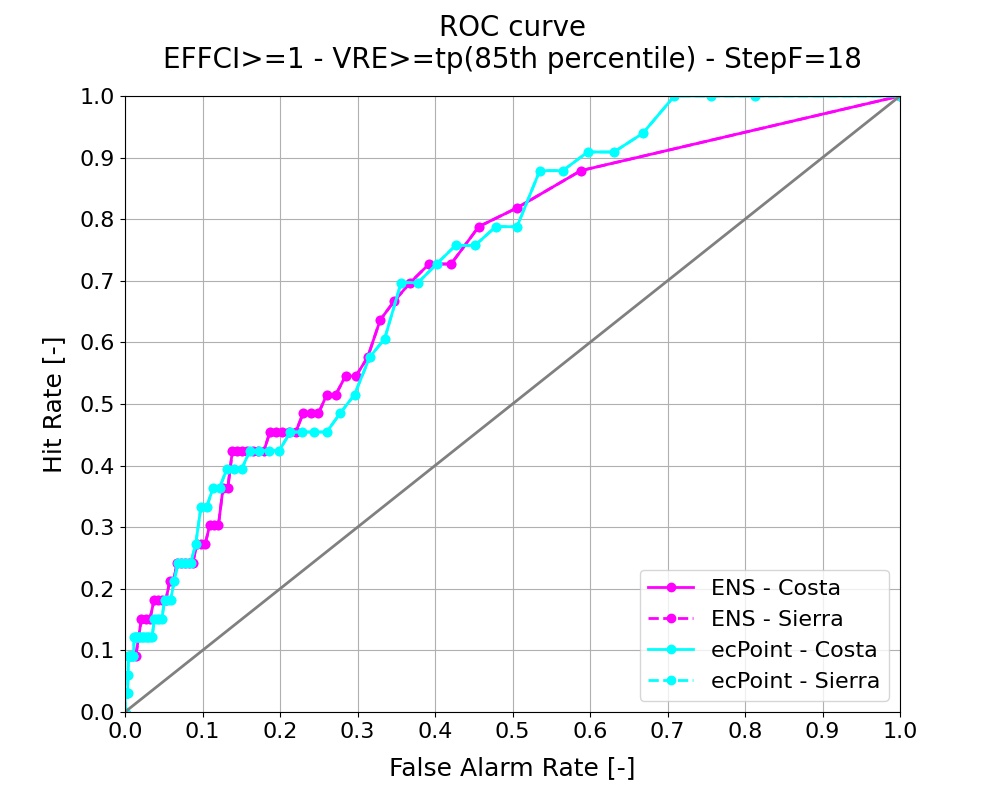 ROC curve
EFFCI>=1 - VRE>=tp(85th percentile) - StepF=18
1.0
0.9
0.8
0.7
0.6
0.5
0.4
0.3
0.2
0.1
0.0
Hit Rate [-]
ENS - Costa
ENS - Sierra
ecPoint - Costa
ecPoint - Sierra
0.0 0.1 0.2 0.3 0.4 0.5 0.6 0.7 0.8 0.9 1.0
False Alarm Rate [-]